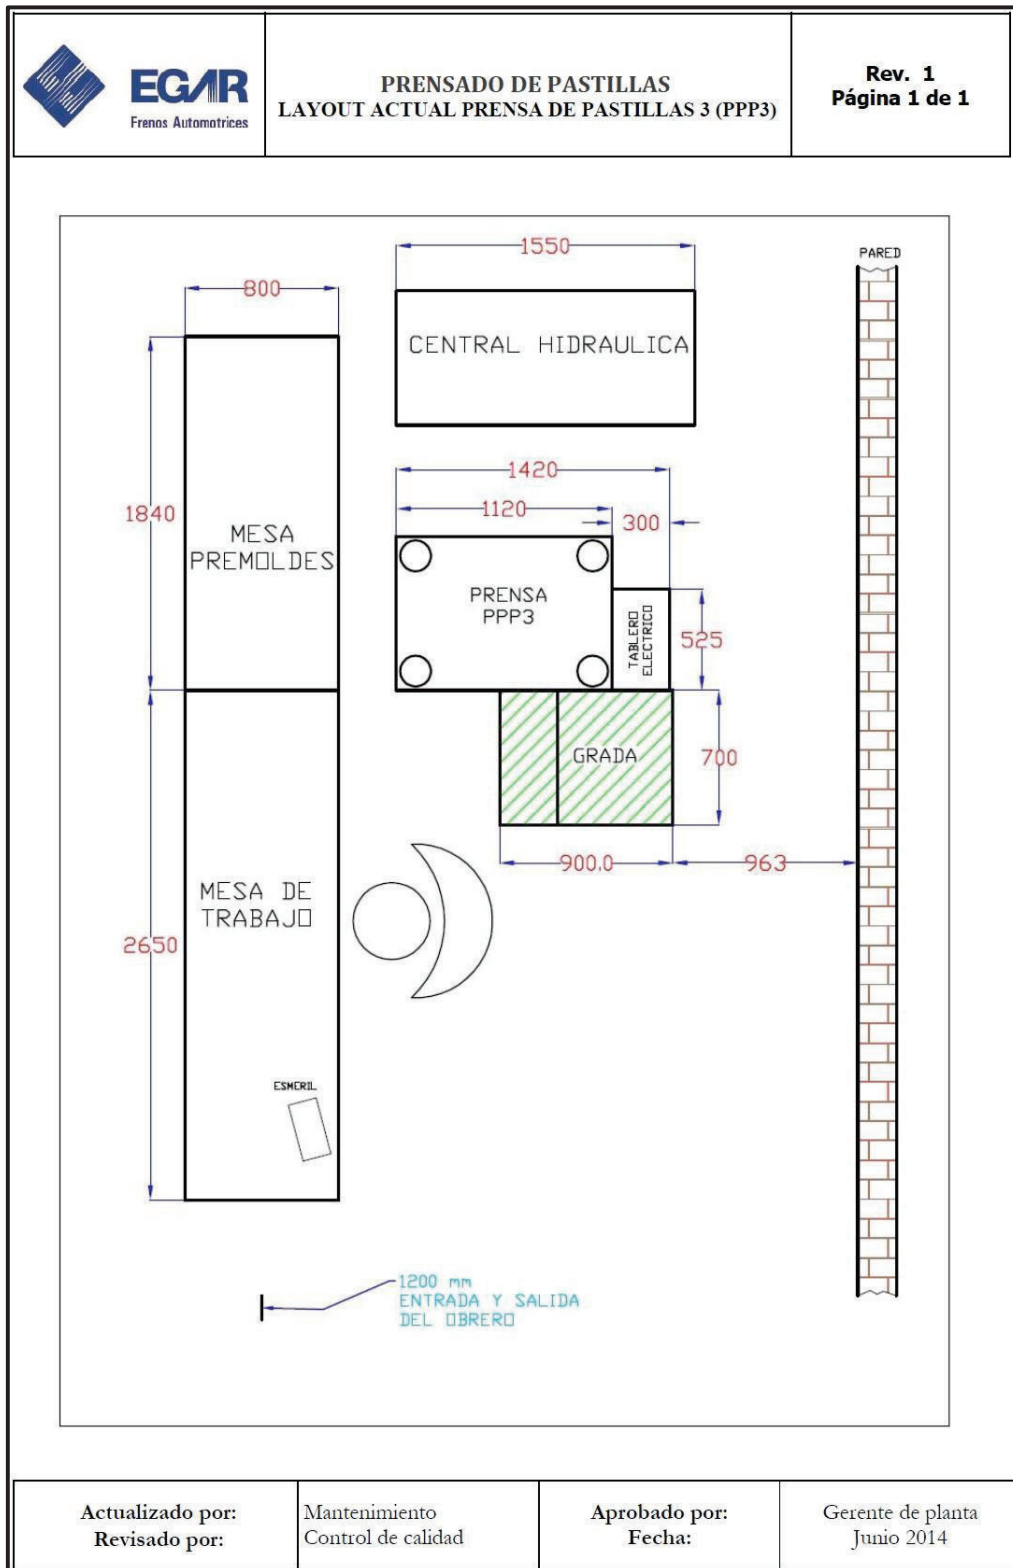 EGAR
Frenos Automotrices
PRENSADO DE PASTILLAS
LAYOUT ACTUAL PRENSA DE PASTILLAS 3 (PPP3)
Rev. 1
Página 1 de 1
1550
PARED
800
CENTRAL HIDRAULICA
1420
1120
300
1840
MESA
PREMOLDES
PRENSA
PPP3
TABLERO
ELECTRICO
525
GRADA
700
900.0
963
MESA DE
TRABAJO
2650
ESMERIL
1200 mm
ENTRADA Y SALIDA
DEL OBRERO
Actualizado por:
Revisado por:
Mantenimiento
Control de calidad
Aprobado por:
Fecha:
Gerente de planta
Junio 2014